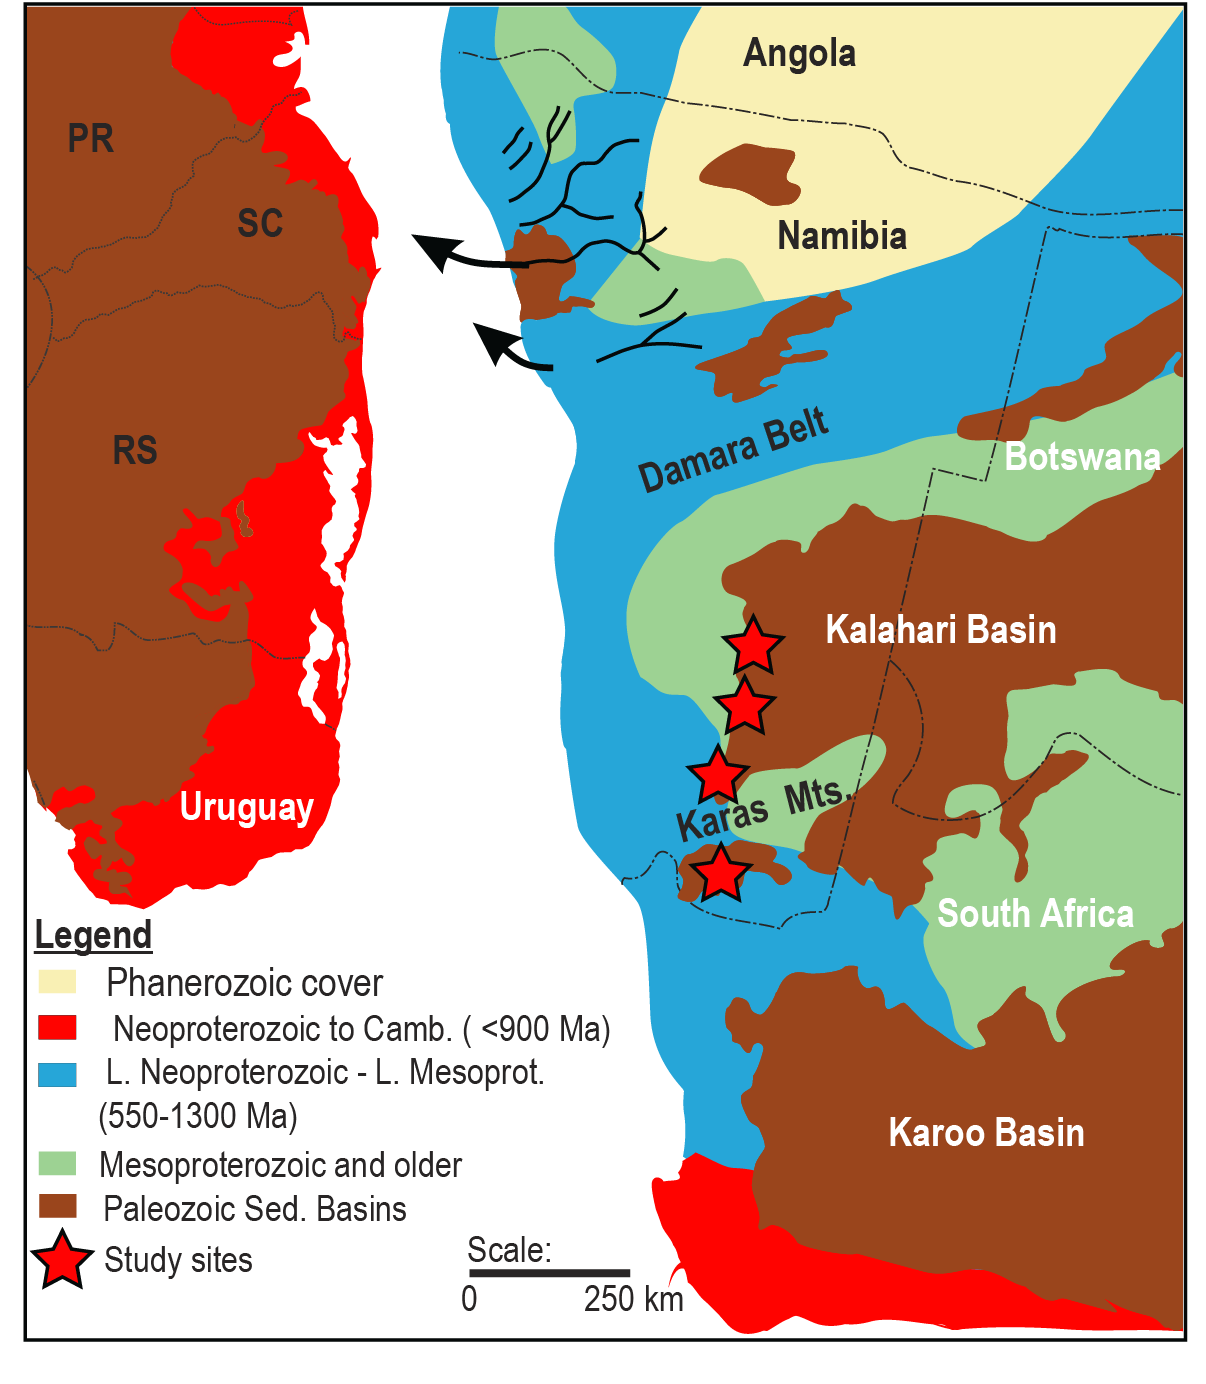 Angola
PR
SC
Namibia
RS
Damara Belt
Botswana
Kalahari Basin
Karas Mts.
Uruguay
South Africa
Legend
Phanerozoic cover
Neoproterozoic to Camb. ( <900 Ma)
L. Neoproterozoic - L. Mesoprot.
(550-1300 Ma)
Karoo Basin
Mesoproterozoic and older
Paleozoic Sed. Basins
Study sites
Scale:
0 250 km